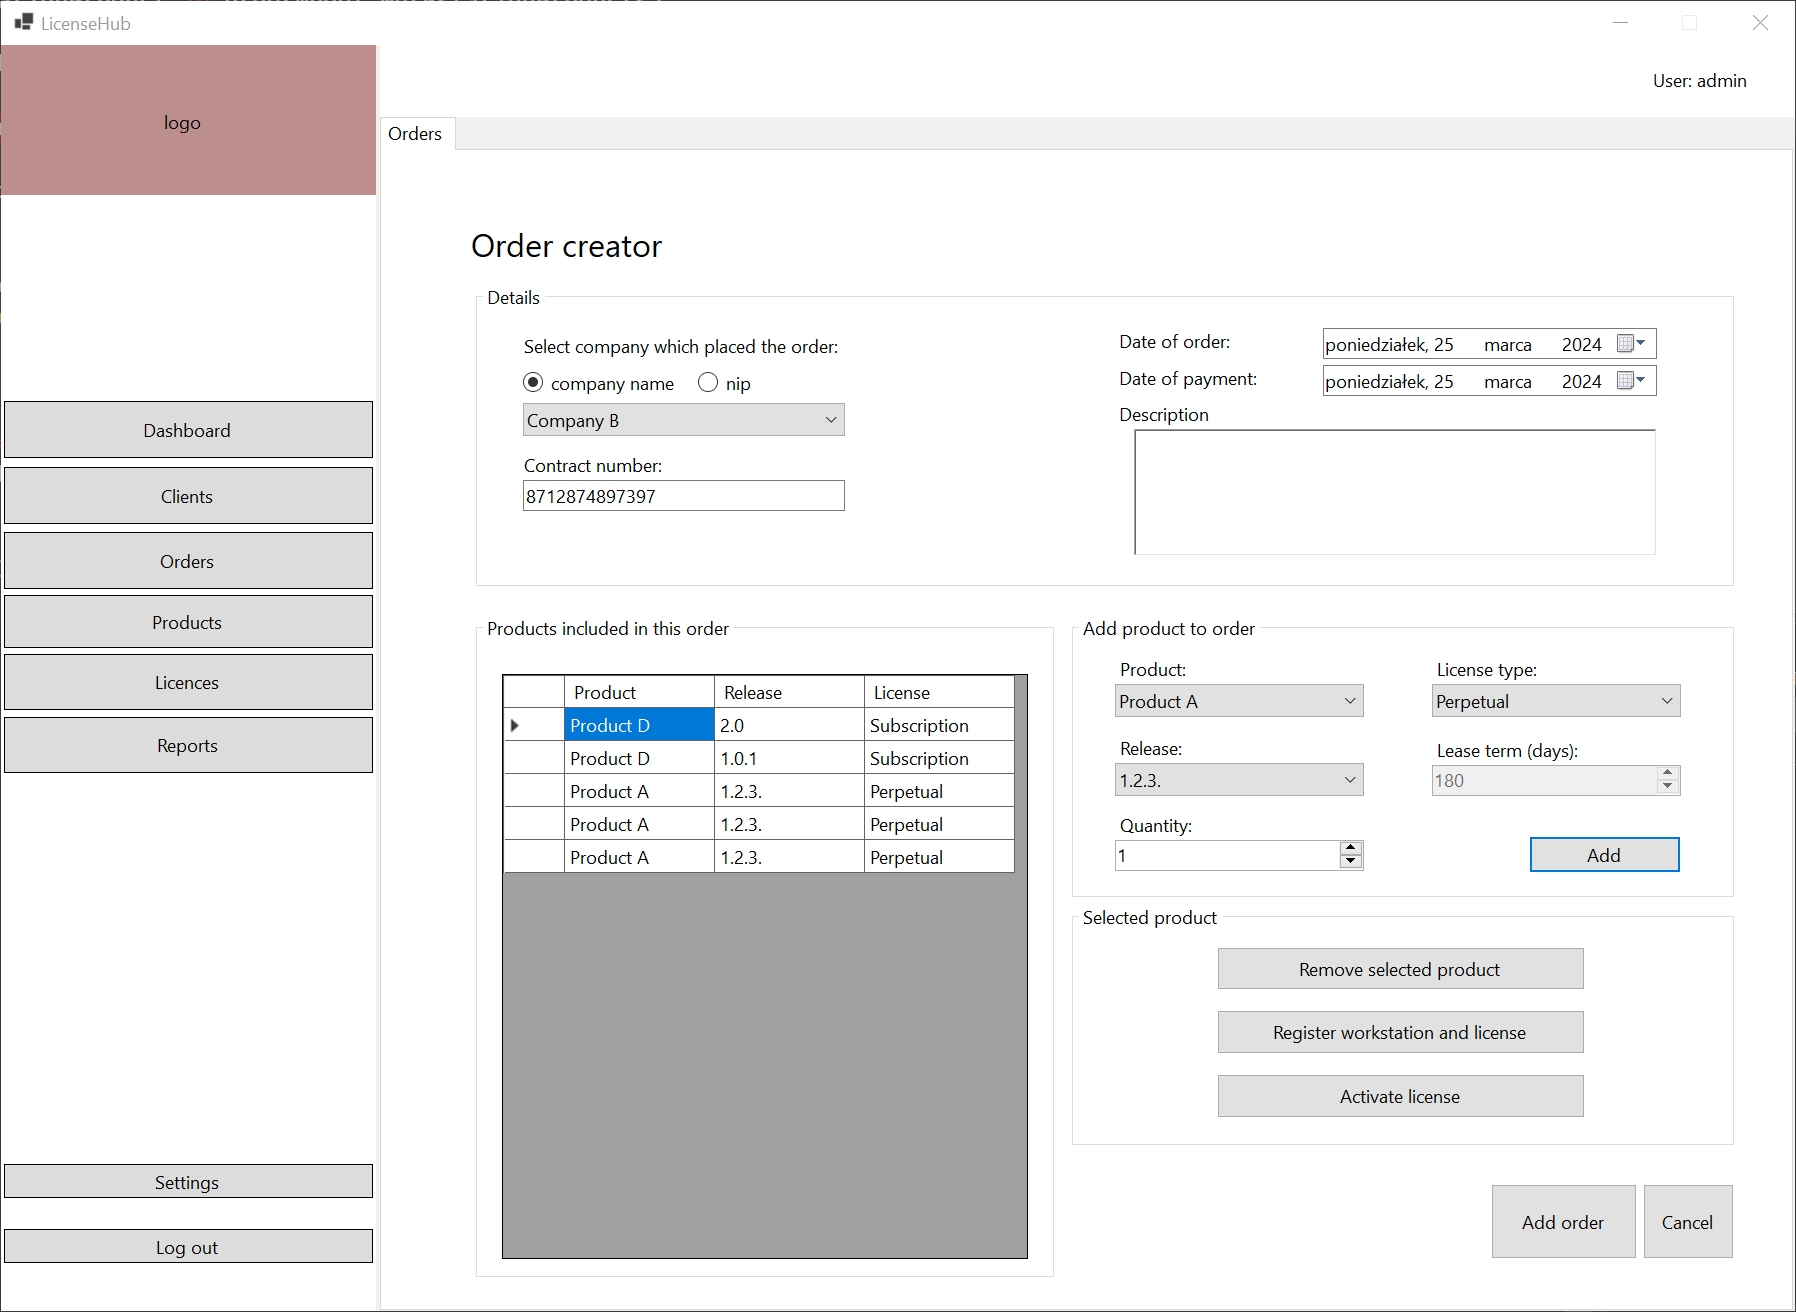 LicenseHub
User: admin
logo
Orders
Order creator
Details
Select company which placed the order:
company name
nip
Company B
Contract number:
8712874897397
Date of order:
poniedziałek, 25 marca 2024
Date of payment:
poniedziałek, 25 marca 2024
Description
Dashboard
Clients
Orders
Products
Licences
Reports
Settings
Log out
Products included in this order
Product Release License
Product D 2.0 Subscription
Product D 1.0.1 Subscription
Product A 1.2.3. Perpetual
Product A 1.2.3. Perpetual
Product A 1.2.3. Perpetual
Add product to order
Product:
Product A
License type:
Perpetual
Release:
1.2.3.
Lease term (days):
180
Quantity:
1
Add
Selected product
Remove selected product
Register workstation and license
Activate license
Add order
Cancel